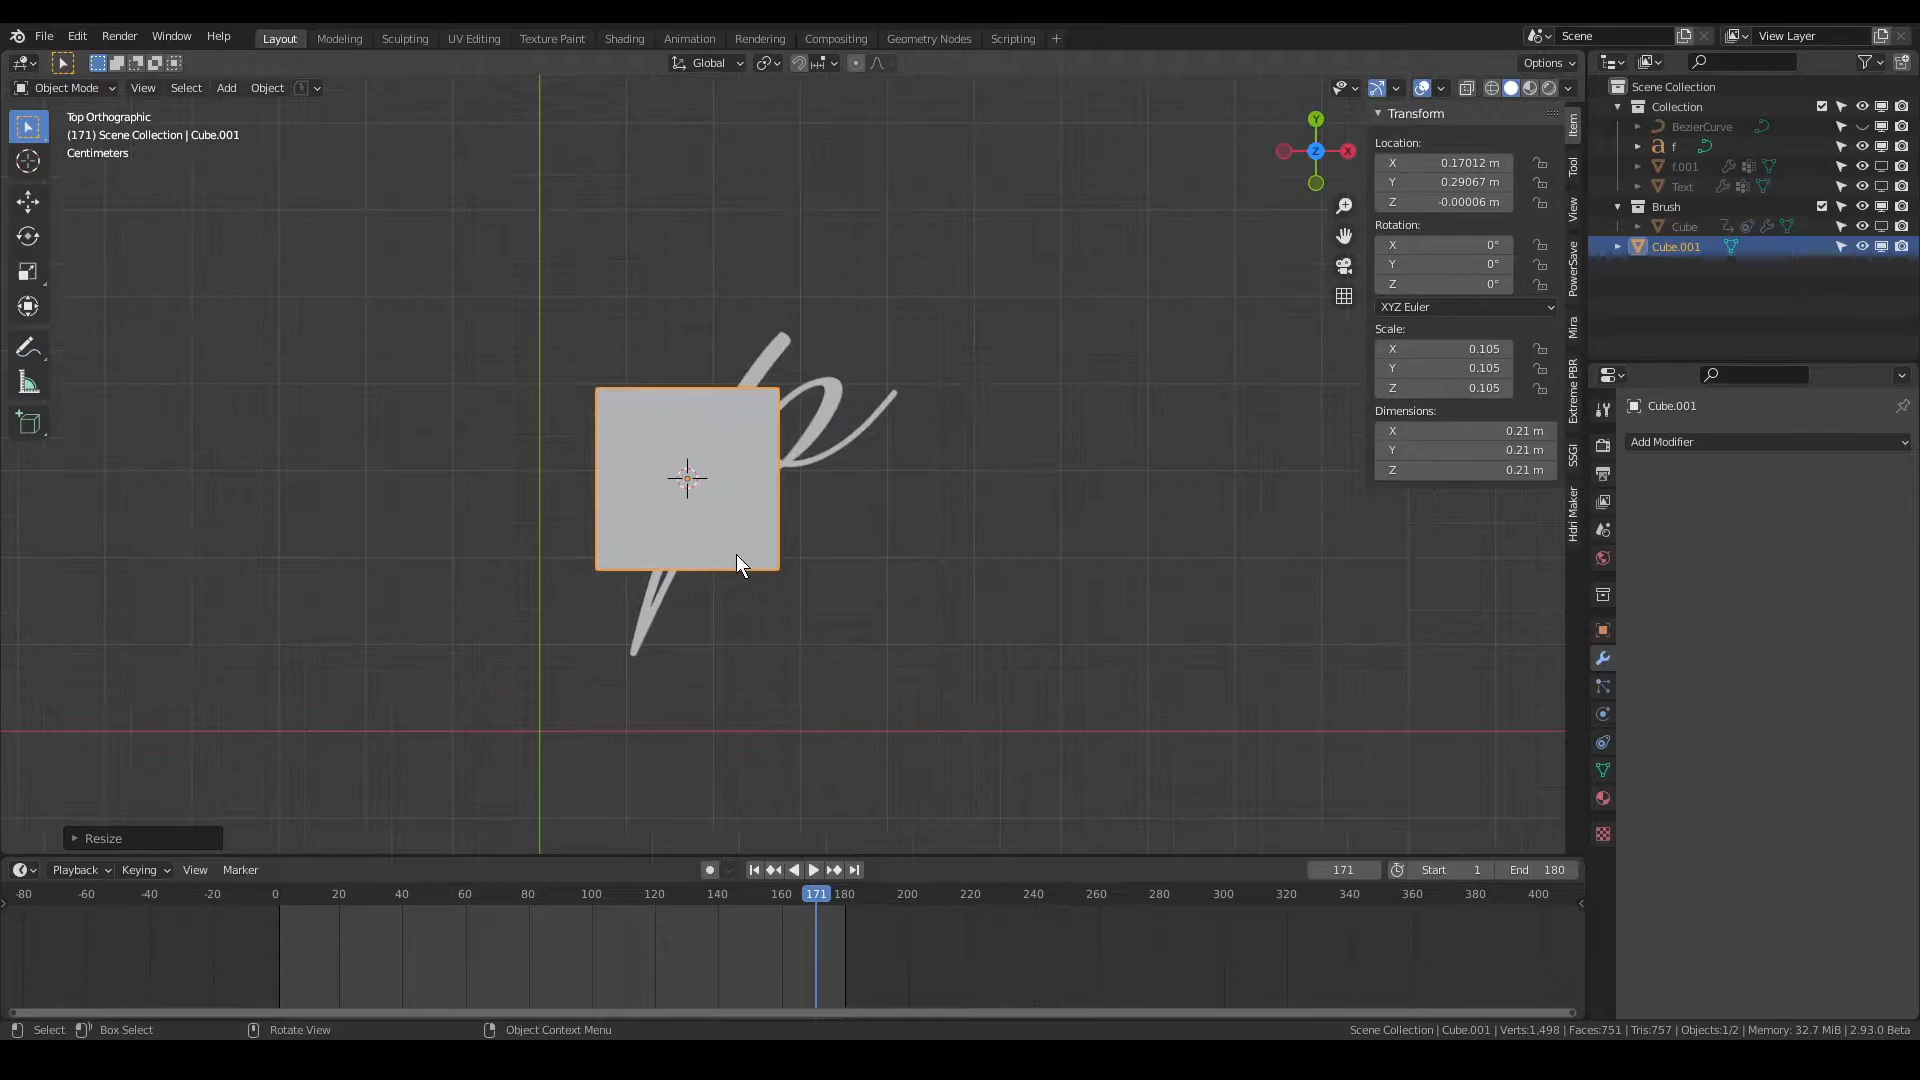 File Edit Render Window Help Layout Modeling Sculpting UV Editing Texture Paint Shading Animation Rendering Compositing Geometry Nodes Scripting + Scene View Layer
Global Options
Object Mode View Select Add Object
Top Orthographic
(171) Scene Collection | Cube.001
Centimeters
Y
X
Z
Transform
Location:
X 0.17012 m
Y 0.29067 m
Z -0.00006 m
Rotation:
X 0°
Y 0°
Z 0°
XYZ Euler
Scale:
X 0.105
Y 0.105
Z 0.105
Dimensions:
X 0.21 m
Y 0.21 m
Z 0.21 m
Item
Tool
View
PowerSave
Mira
Extreme PBR
SSGI
Hdri Maker
Scene Collection
Collection
BezierCurve
a f
f.001
Text
Brush
Cube
Cube.001
Cube.001
Add Modifier
Resize
Playback Keying View Marker 171 Start 1 End 180
-80 -60 -40 -20 0 20 40 60 80 100 120 140 160 171 180 200 220 240 260 280 300 320 340 360 380 400
Select Box Select Rotate View Object Context Menu Scene Collection | Cube.001 | Verts:1,498 | Faces:751 | Tris:757 | Objects:1/2 | Memory: 32.7 MiB | 2.93.0 Beta